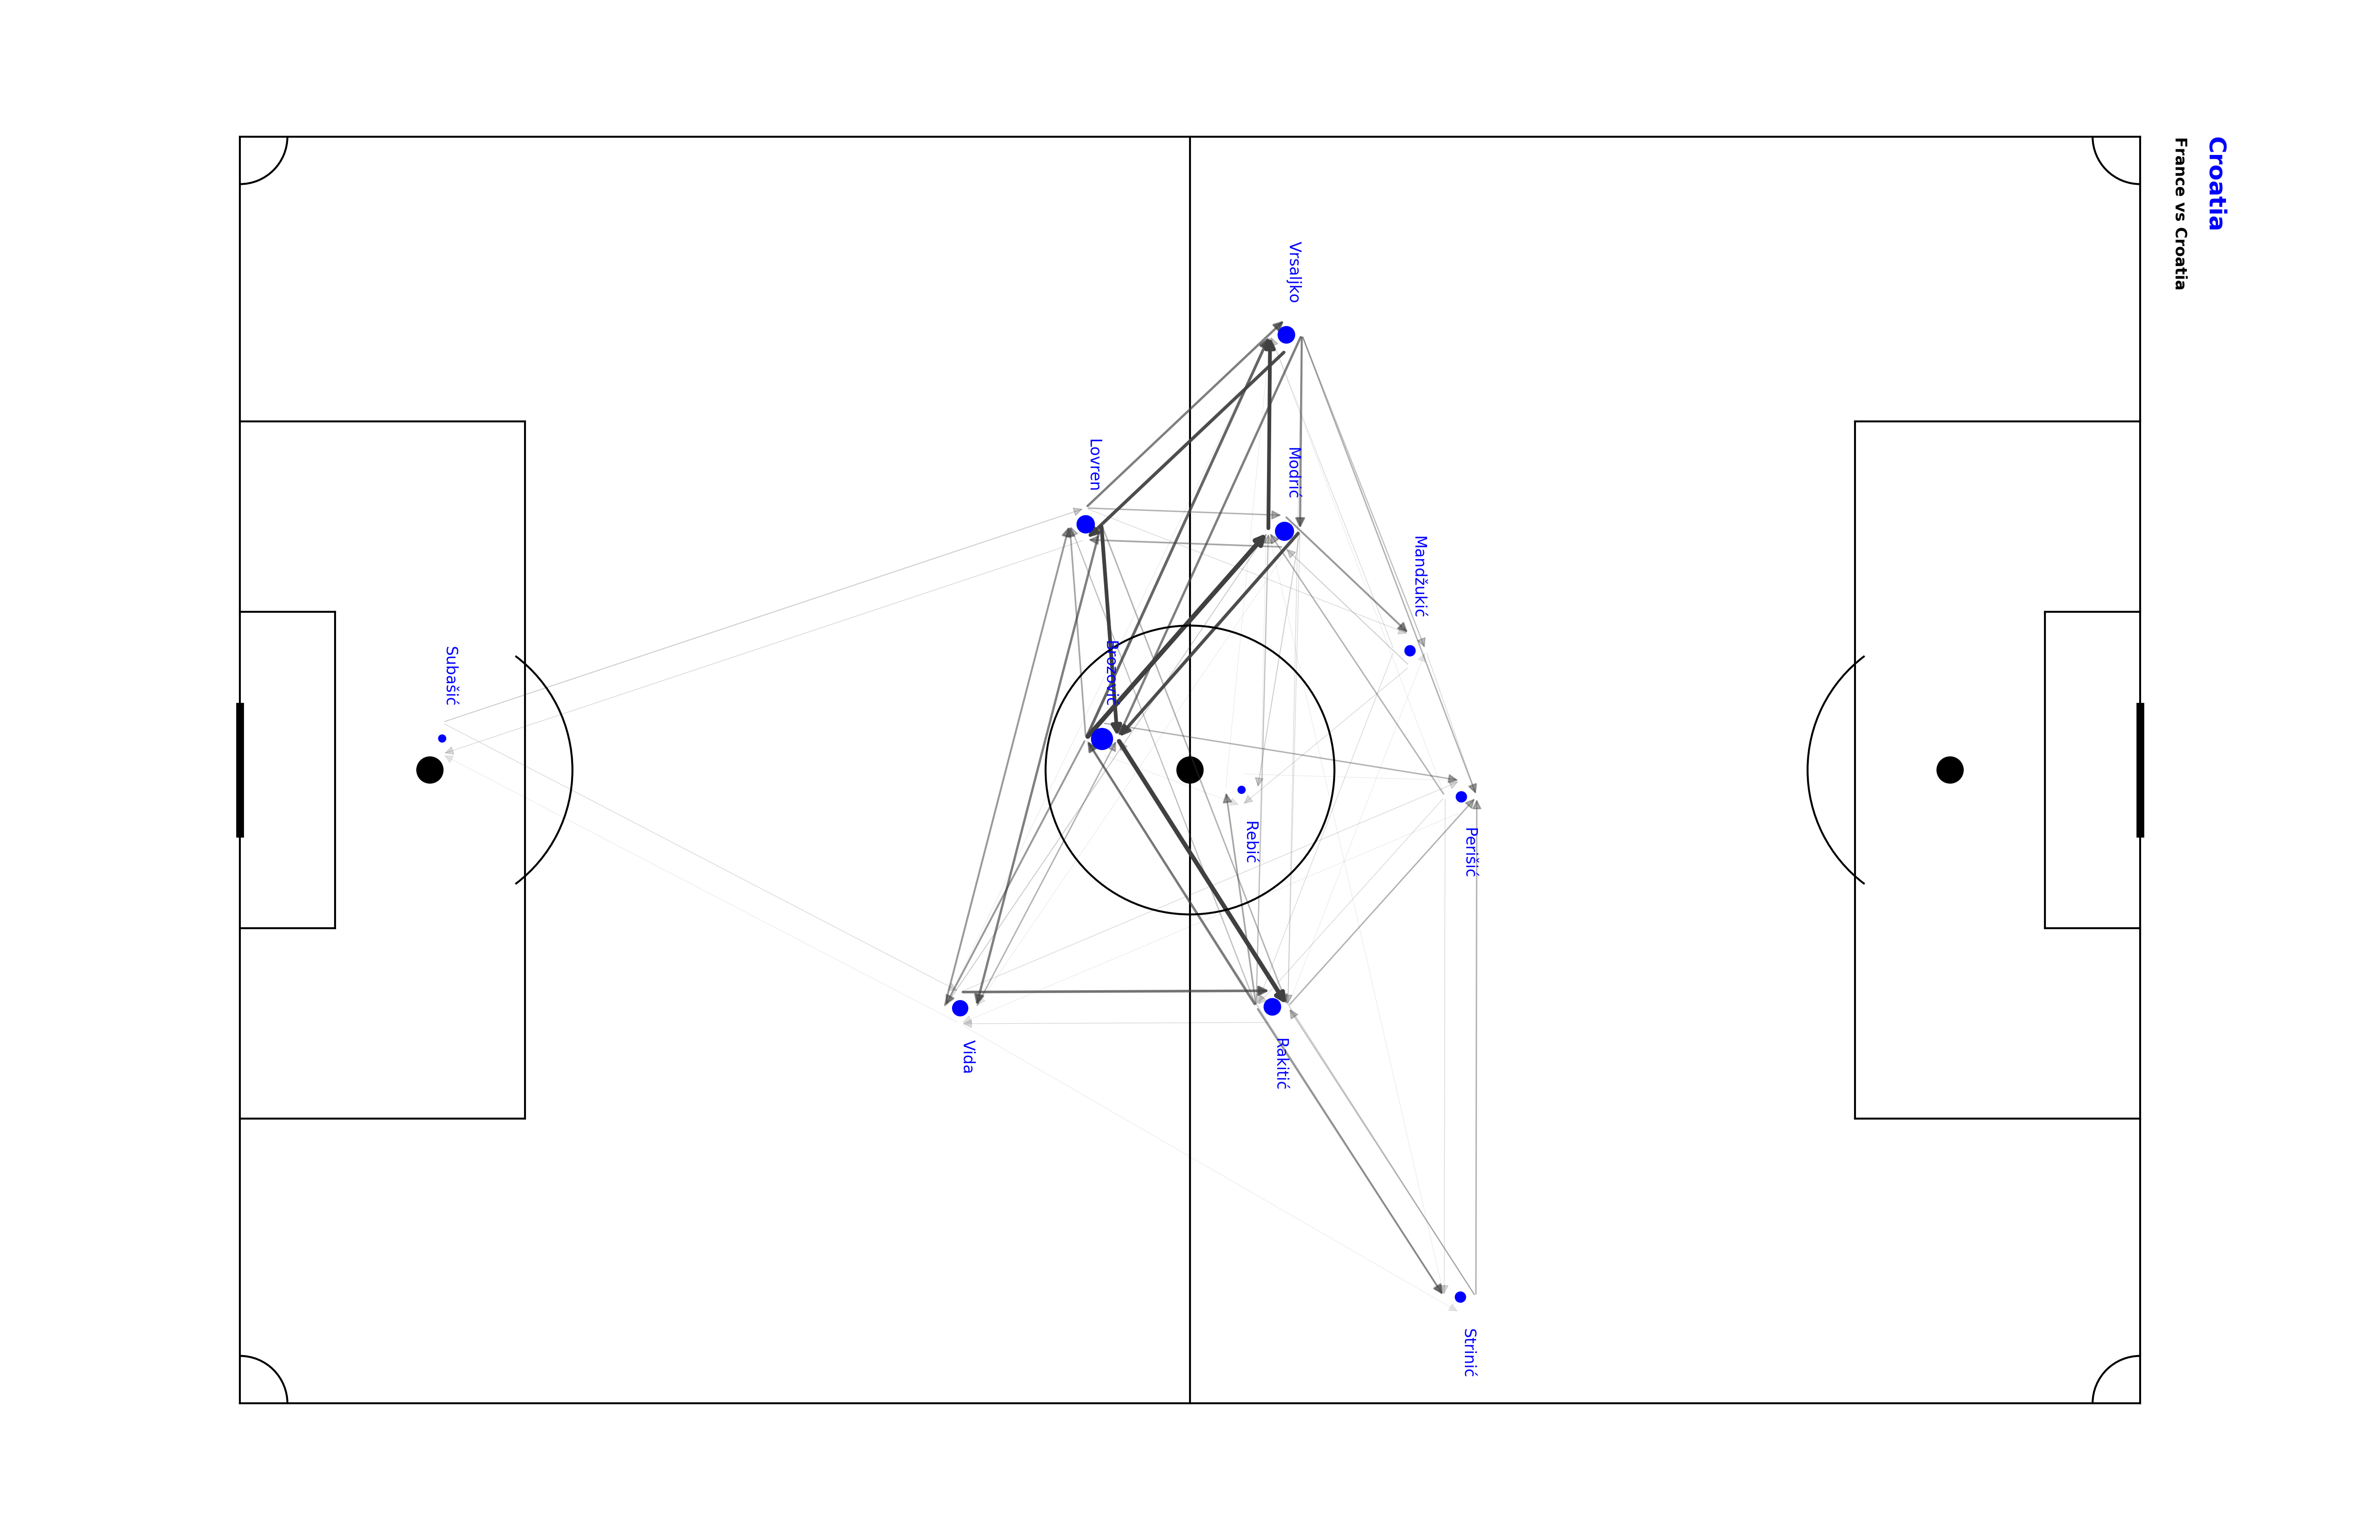 Croatia
France vs Croatia
Vrsaljko
Lovren
Modrić
Mandžukić
Subašić
Brozović
Rebić
Perišić
Vida
Rakitić
Strinić